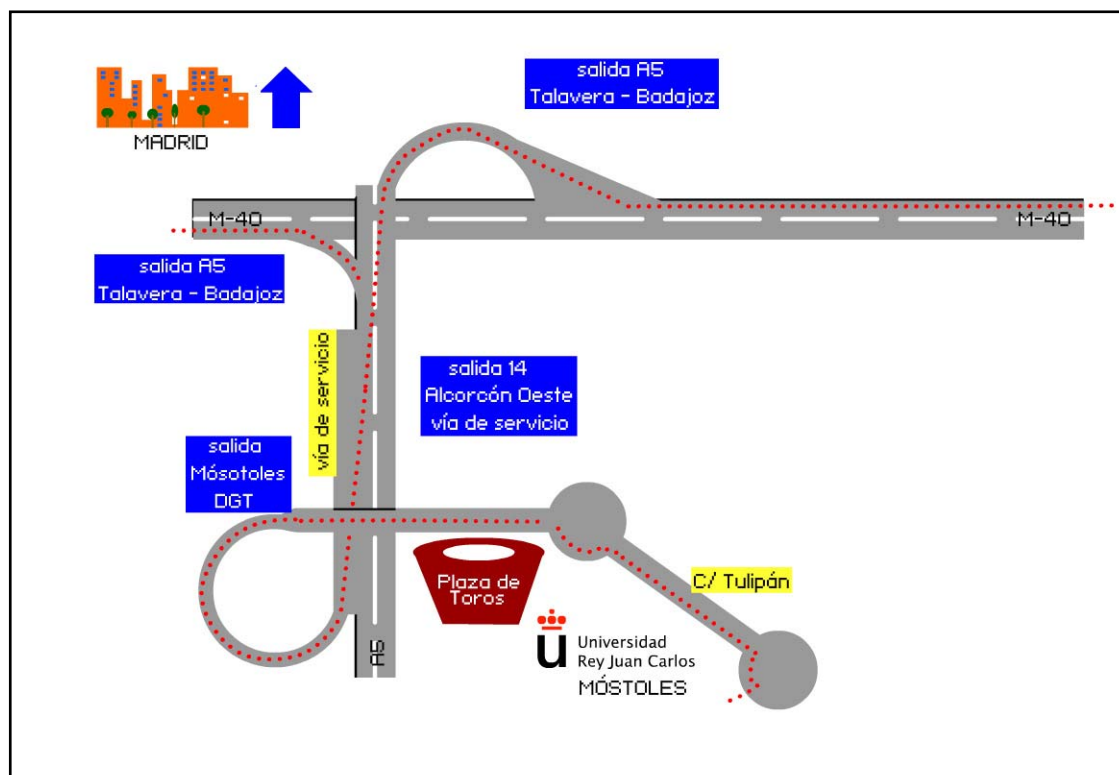 salida A5
Talavera - Badajoz
MADRID
M-40
M-40
salida A5
Talavera - Badajoz
vía de servicio
salida 14
Alcorcón Oeste
vía de servicio
salida
Mósotoles
DGT
Plaza de
Toros
C/ Tulipán
A5
u Universidad
Rey Juan Carlos
MÓSTOLES